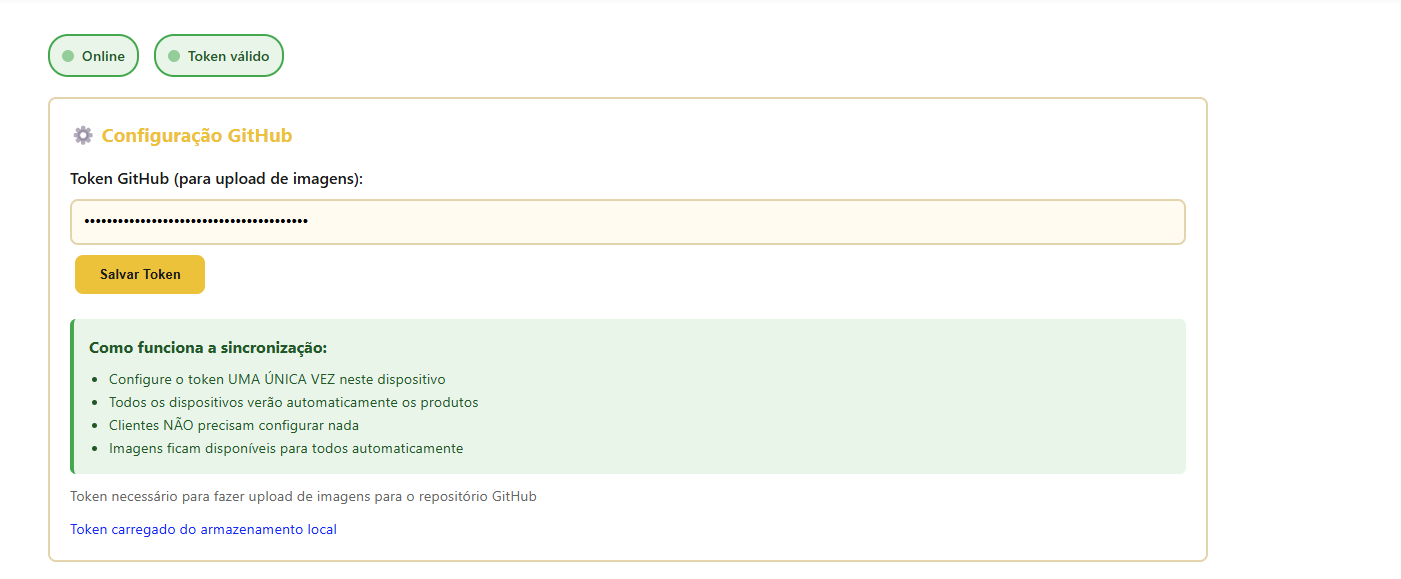 Online
Token válido
Configuração GitHub
Token GitHub (para upload de imagens):
••••••••••••••••••••••••••••••••••••••••
Salvar Token
Como funciona a sincronização:
• Configure o token UMA ÚNICA VEZ neste dispositivo
• Todos os dispositivos verão automaticamente os produtos
• Clientes NÃO precisam configurar nada
• Imagens ficam disponíveis para todos automaticamente
Token necessário para fazer upload de imagens para o repositório GitHub
Token carregado do armazenamento local